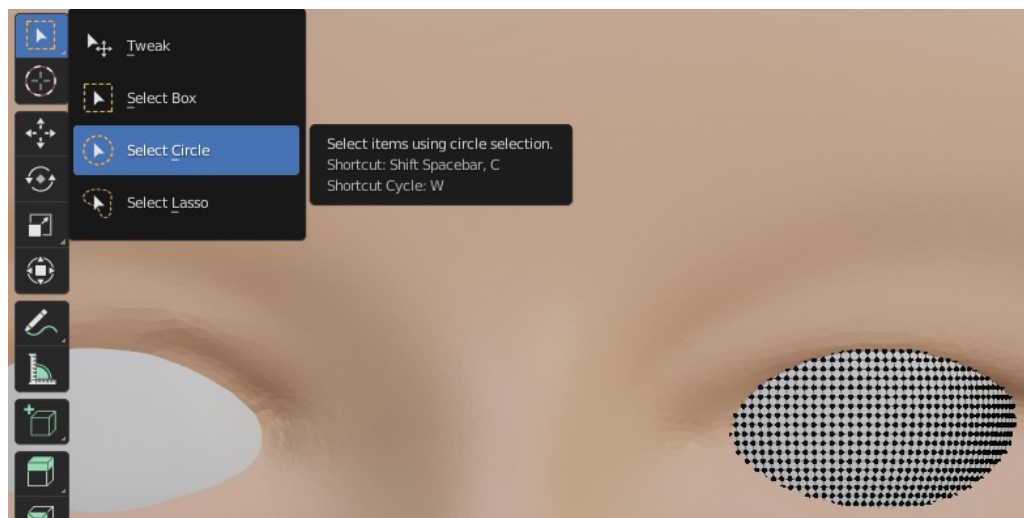 Tweak
Select Box
Select Circle
Select Lasso
Select items using circle selection.
Shortcut: Shift Spacebar, C
Shortcut Cycle: W